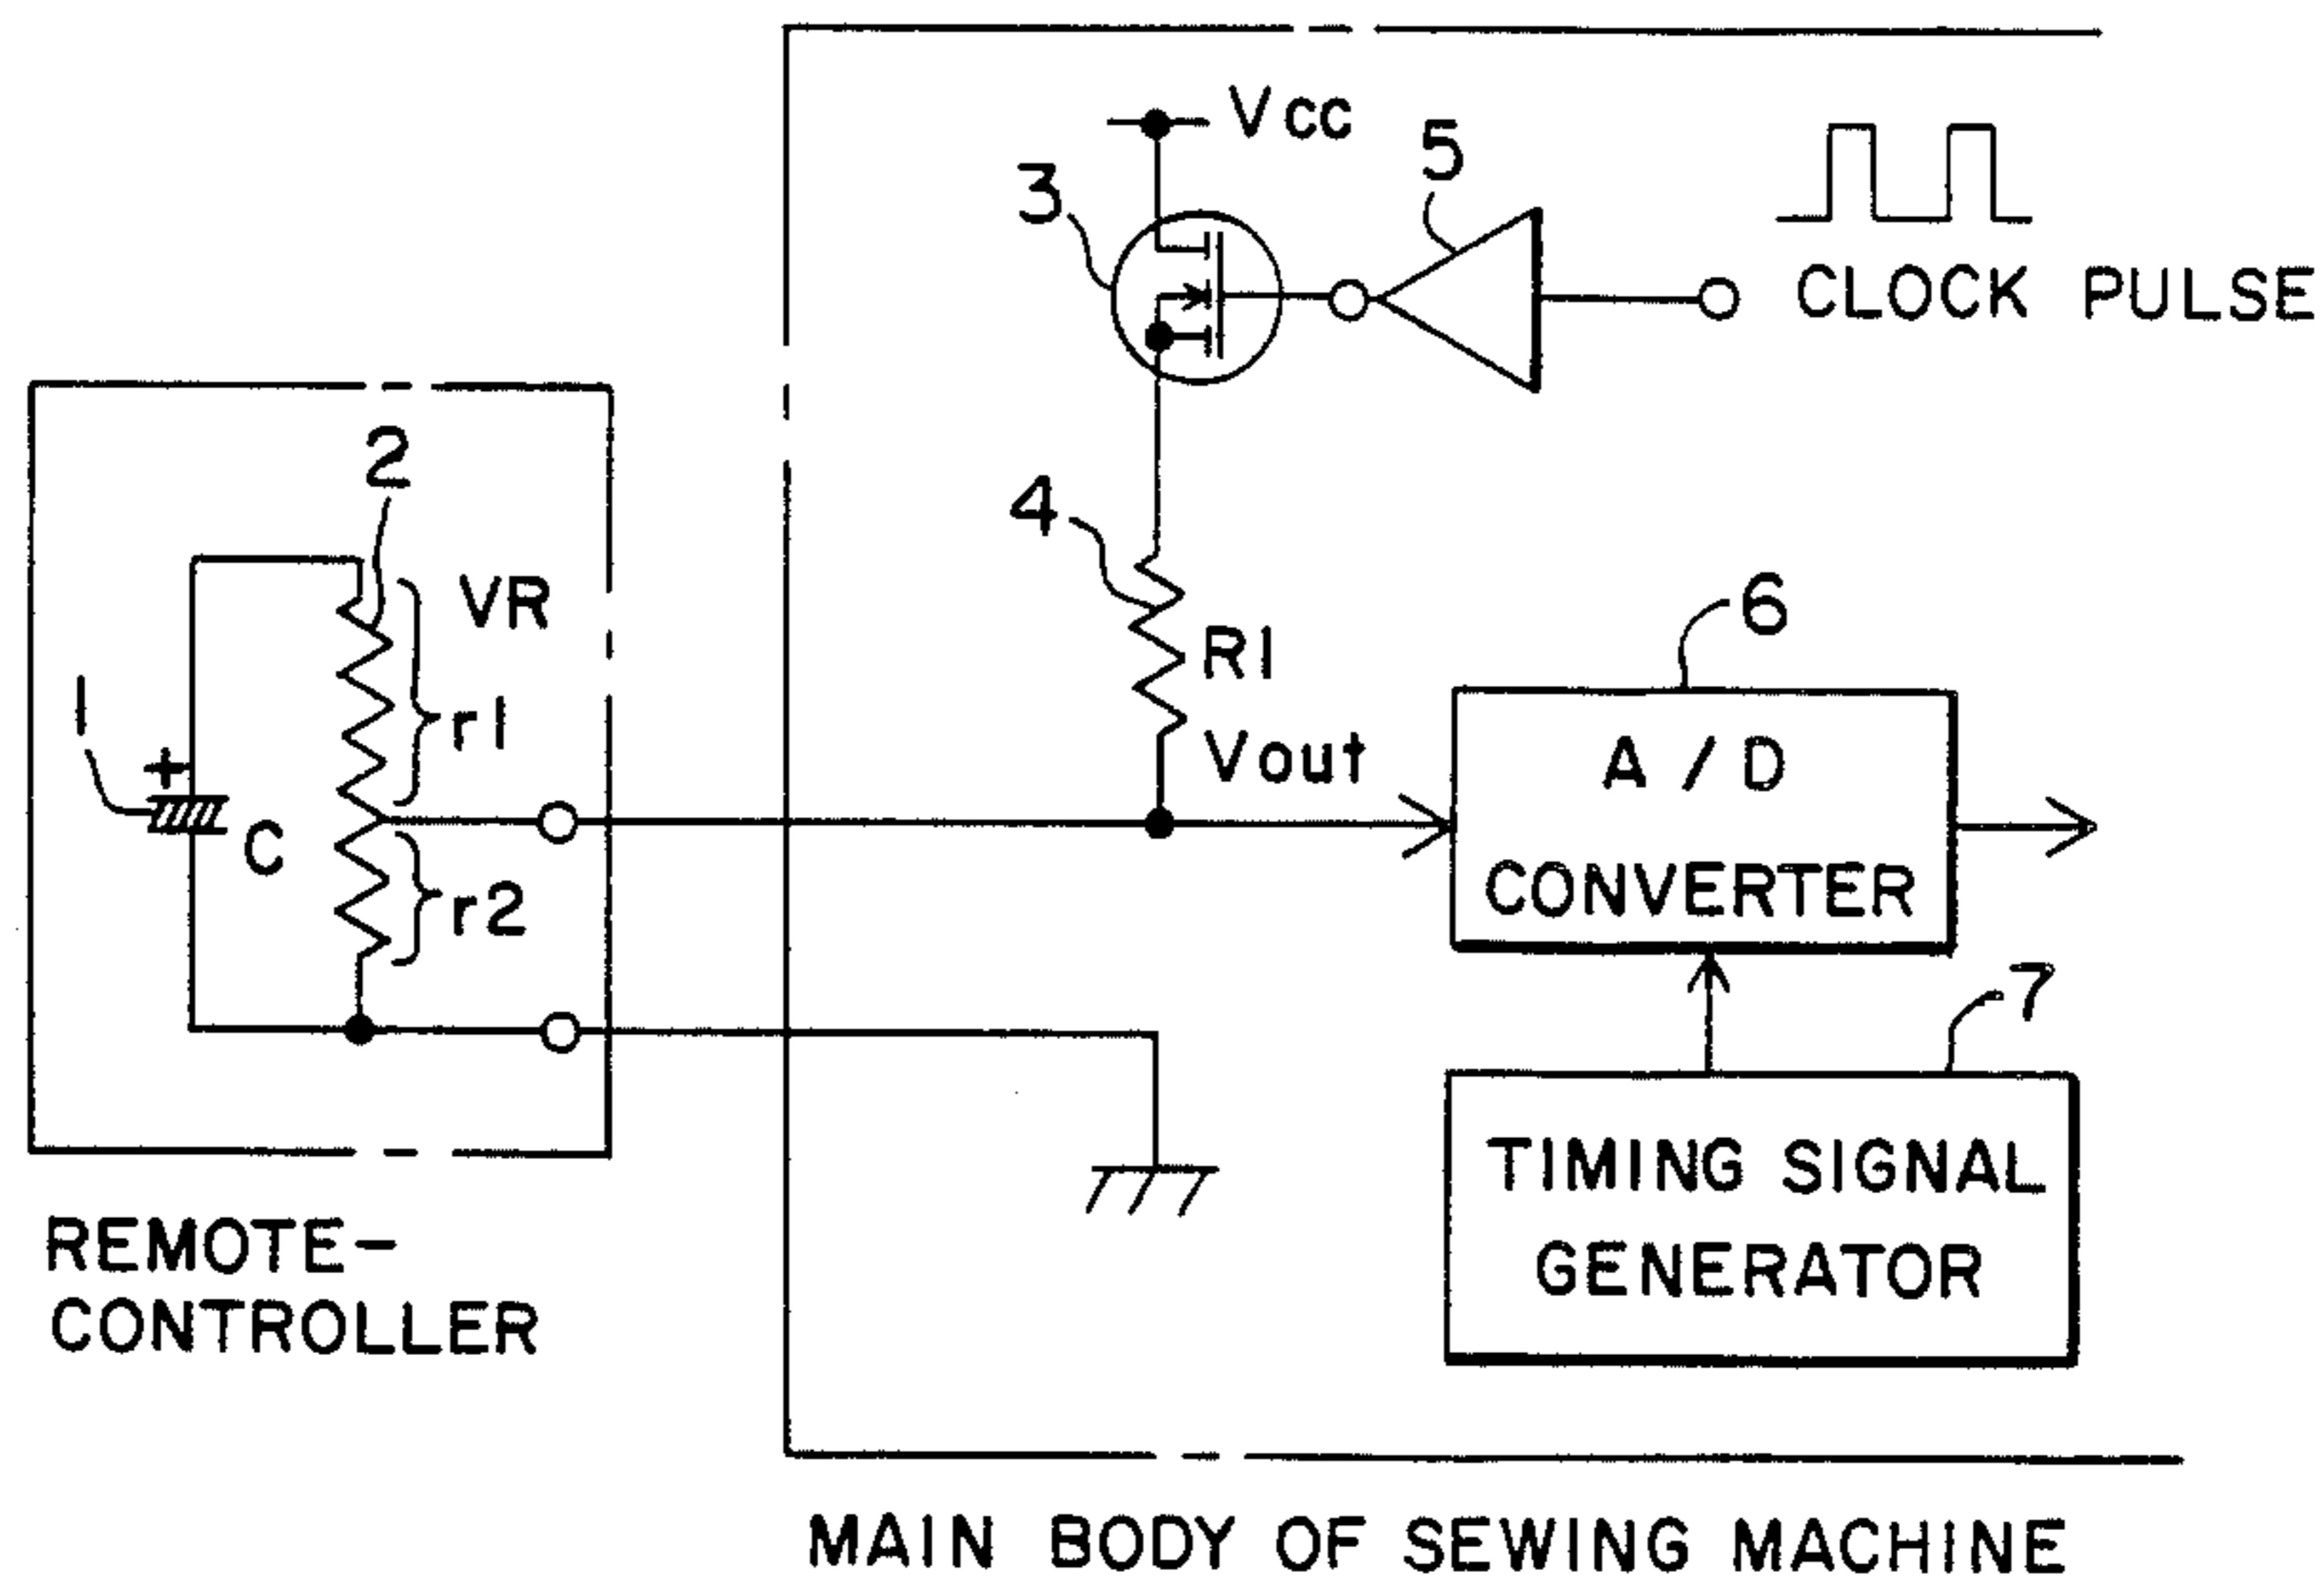 Vcc
3
5
CLOCK PULSE
2
VR
r1
1
+
C
r2
4
R1
Vout
6
A/D
CONVERTER
7
TIMING SIGNAL
GENERATOR
REMOTE-
CONTROLLER
MAIN BODY OF SEWING MACHINE